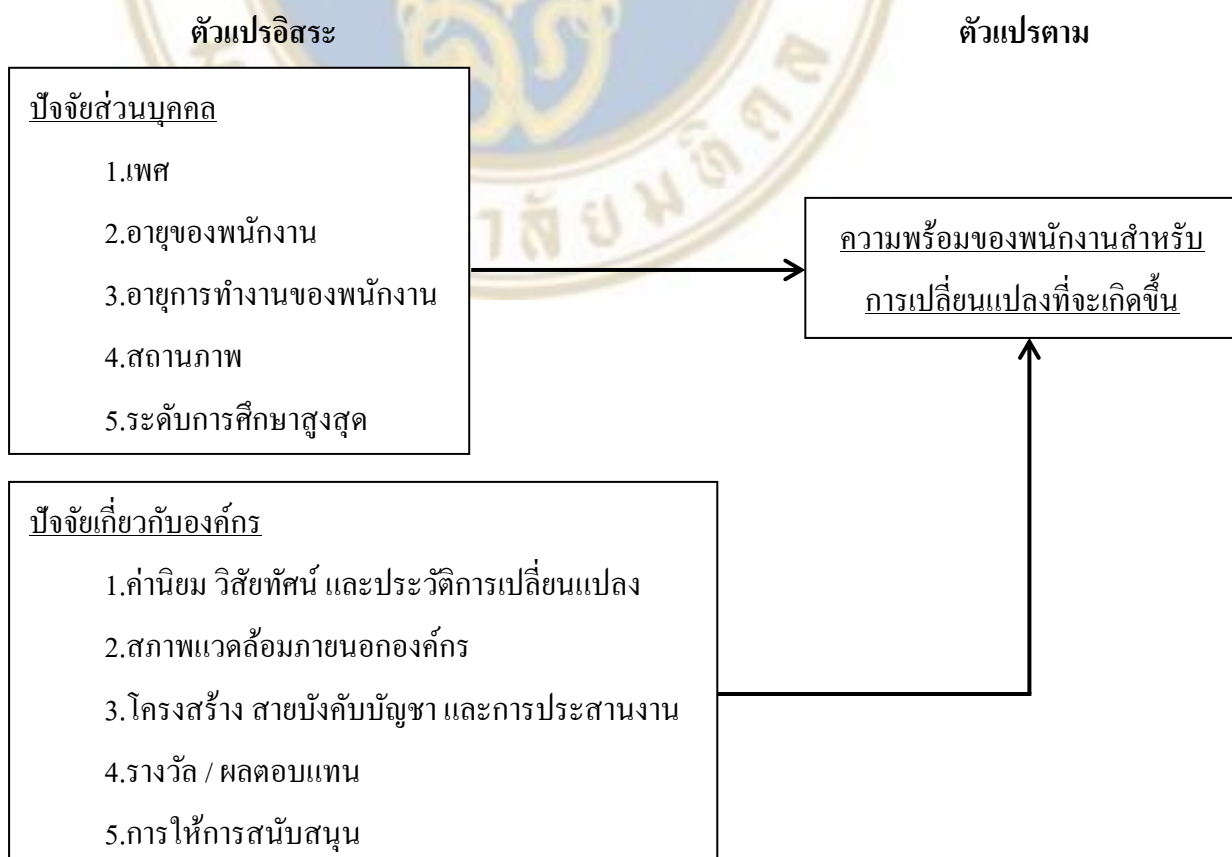 ตัวแปรอิสระ
ตัวแปรตาม
ปัจจัยส่วนบุคคล
1.เพศ
2.อายุของพนักงาน
3.อายุการทำงานของพนักงาน
4.สถานภาพ
5.ระดับการศึกษาสูงสุด
ความพร้อมของพนักงานสำหรับ
การเปลี่ยนแปลงที่จะเกิดขึ้น
ปัจจัยเกี่ยวกับองค์กร
1.ค่านิยม วิสัยทัศน์ และประวัติการเปลี่ยนแปลง
2.สภาพแวดล้อมภายนอกองค์กร
3.โครงสร้าง สายบังคับบัญชา และการประสานงาน
4.รางวัล / ผลตอบแทน
5.การให้การสนับสนุน